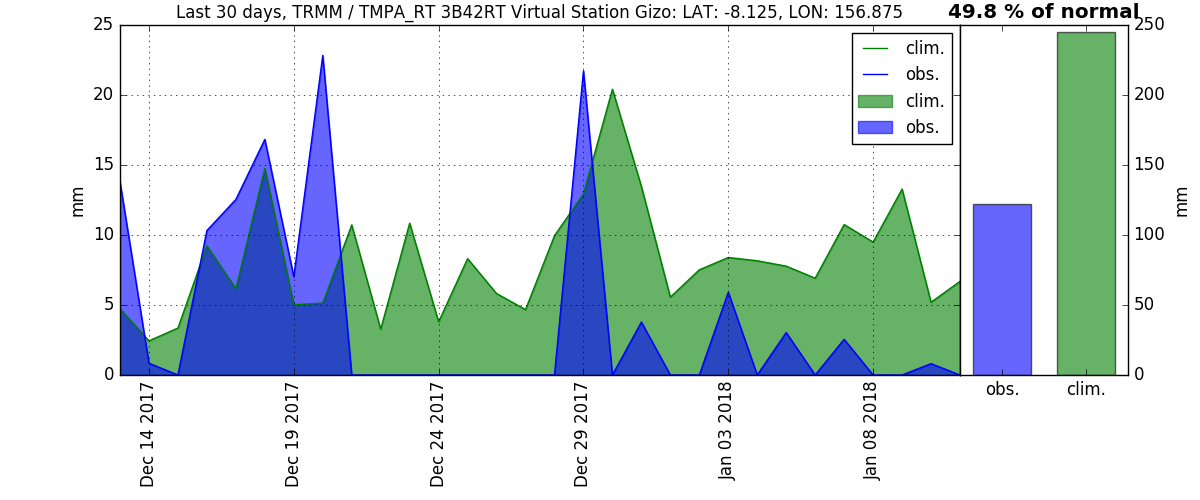 Last 30 days, TRMM / TMPA_RT 3B42RT Virtual Station Gizo: LAT: -8.125, LON: 156.875
49.8 % of normal
25
20
15
10
5
0
mm
clim.
obs.
clim.
obs.
250
200
150
100
50
0
mm
Dec 14 2017
Dec 19 2017
Dec 24 2017
Dec 29 2017
Jan 03 2018
Jan 08 2018
obs.
clim.